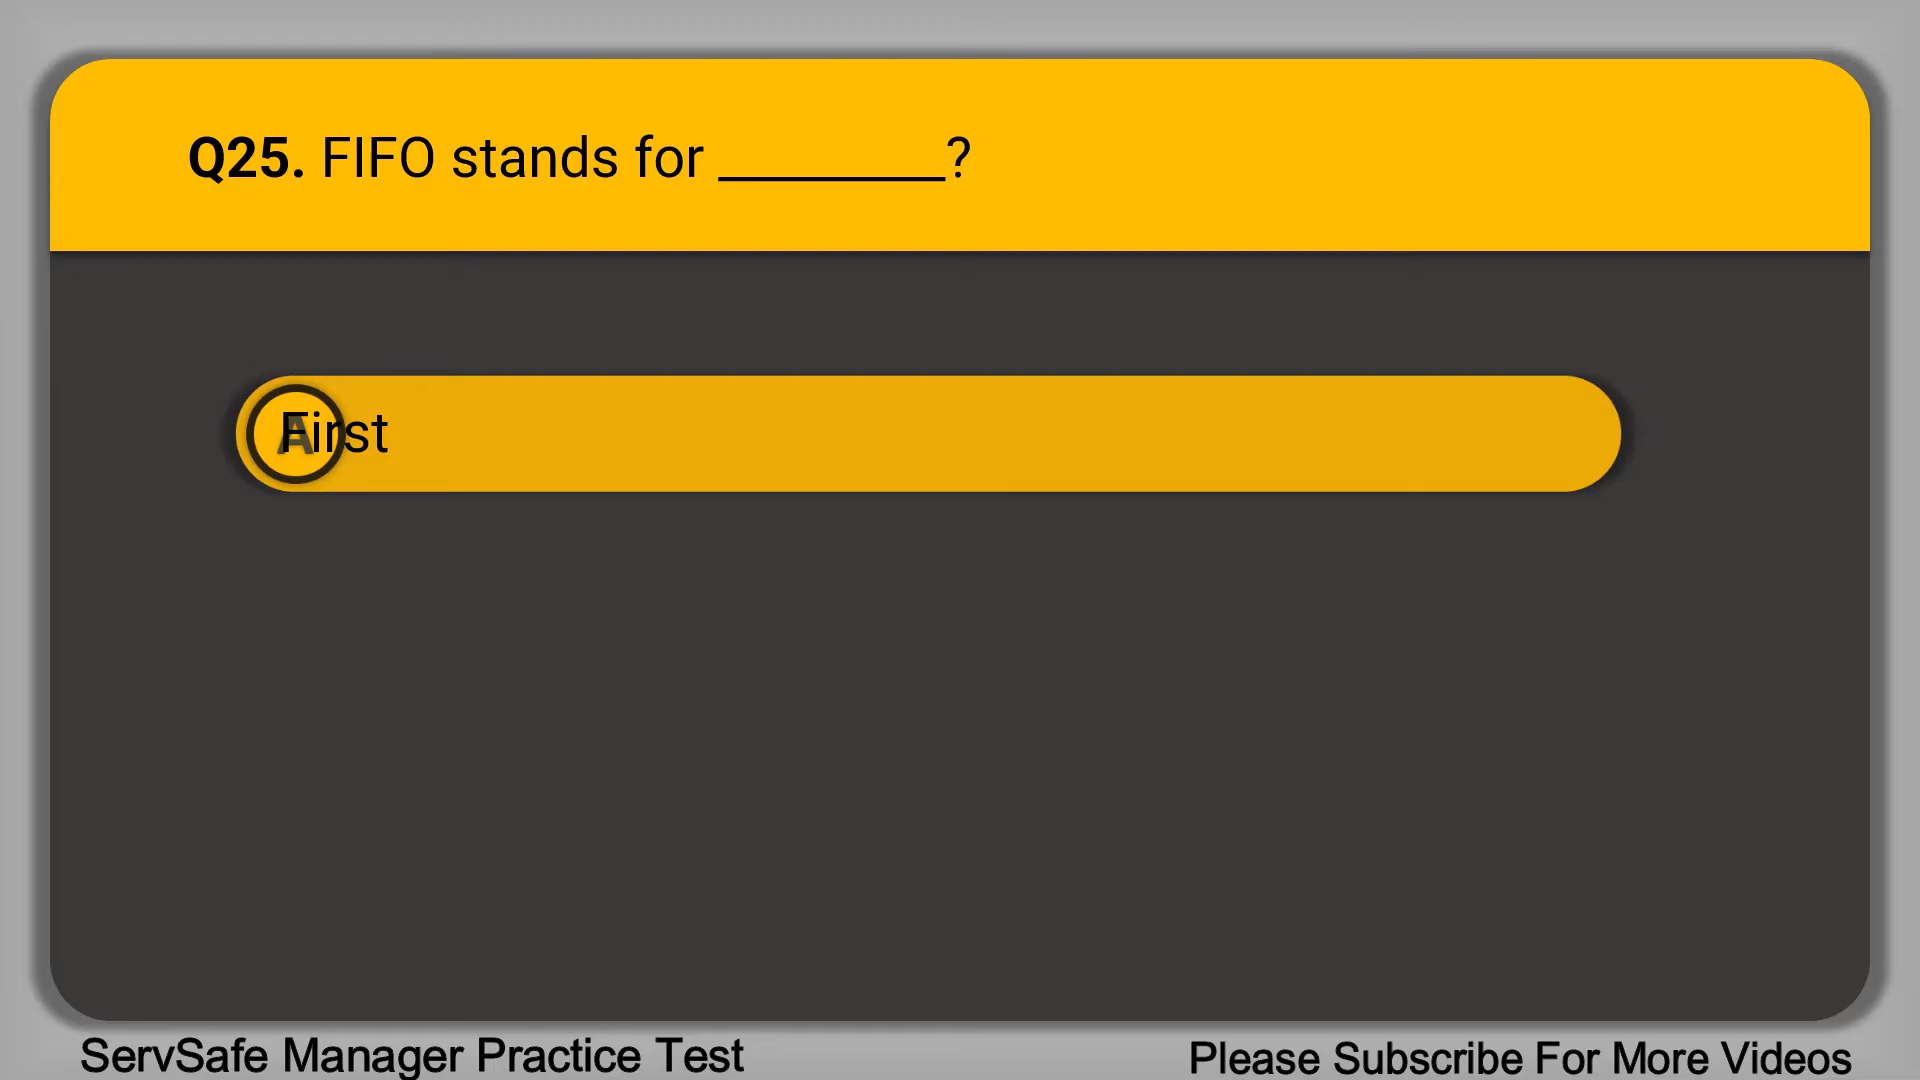 Q25. FIFO stands for ________?
A First
ServSafe Manager Practice Test
Please Subscribe For More Videos